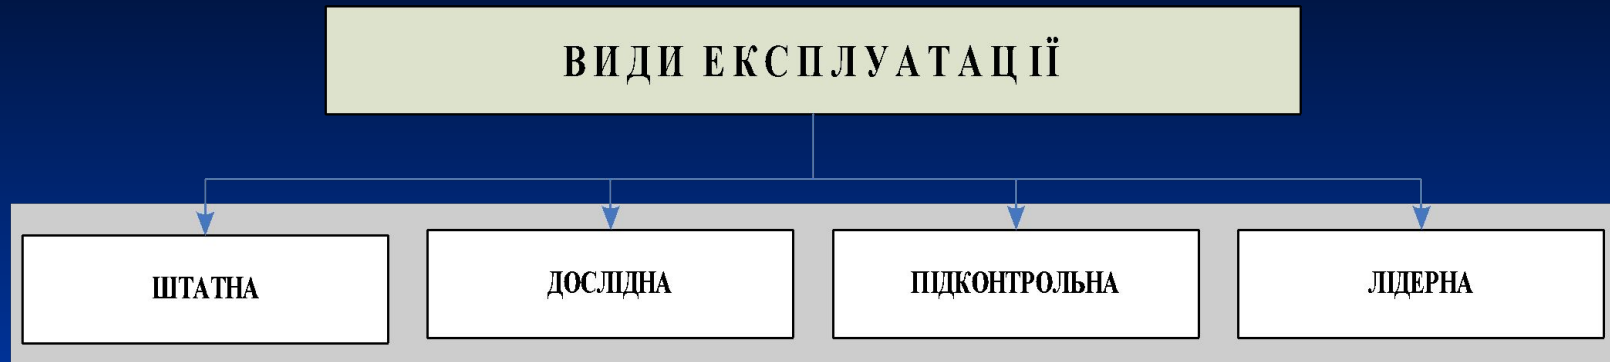 ВИДИ ЕКСПЛУАТАЦІЇ
ШТАТНА
ДОСЛІДНА
ПІДКОНТРОЛЬНА
ЛІДЕРНА